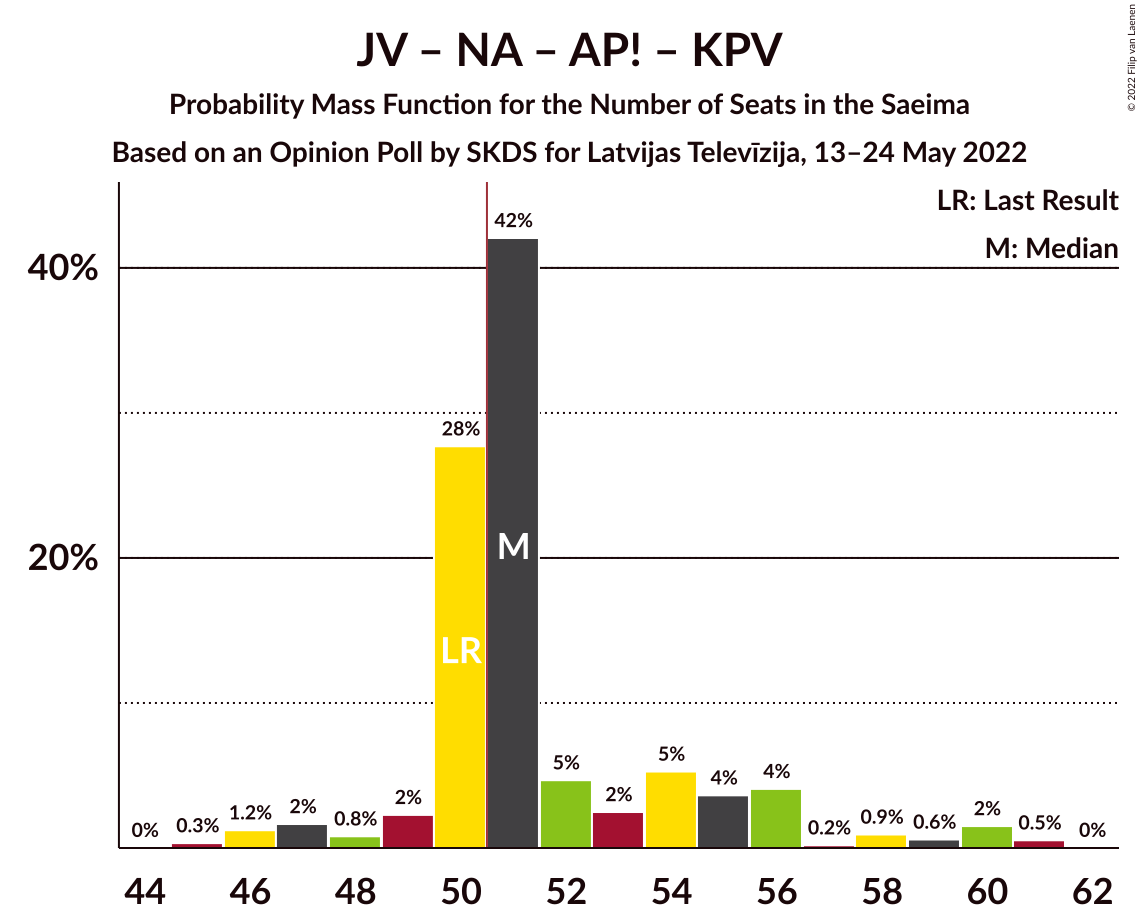 JV – NA – AP! – KPV
Probability Mass Function for the Number of Seats in the Saeima
Based on an Opinion Poll by SKDS for Latvijas Televīzija, 13–24 May 2022
© 2022 Filip van Laenen
LR: Last Result
M: Median
40%
20%
0%
0.3%
1.2%
2%
0.8%
2%
28%
42%
5%
2%
5%
4%
4%
0.2%
0.9%
0.6%
2%
0.5%
0%
LR
M
44 46 48 50 52 54 56 58 60 62